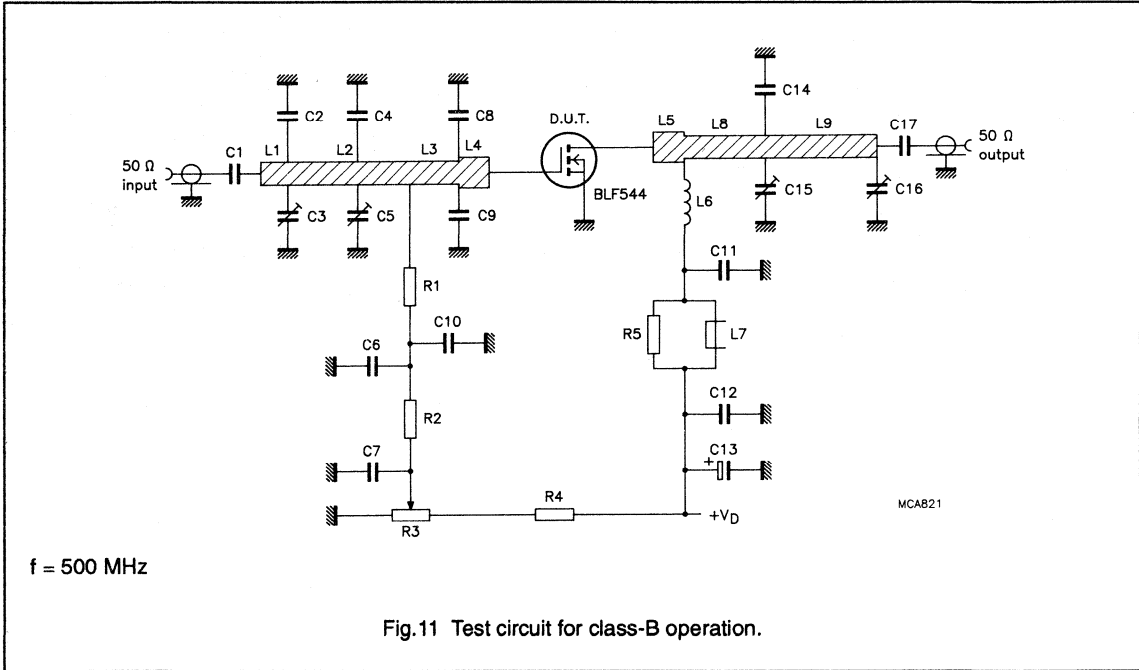 C2
C4
C8
C14
D.U.T.
L1
L2
L3
L4
L5
L8
L9
C17
C1
50 Ω
input
50 Ω
output
C3
C5
C9
BLF544
L6
C15
C16
R1
C11
C10
C6
R5
L7
R2
C12
C7
+
C13
R4
R3
+VD
MCA821
f = 500 MHz
Fig.11 Test circuit for class-B operation.